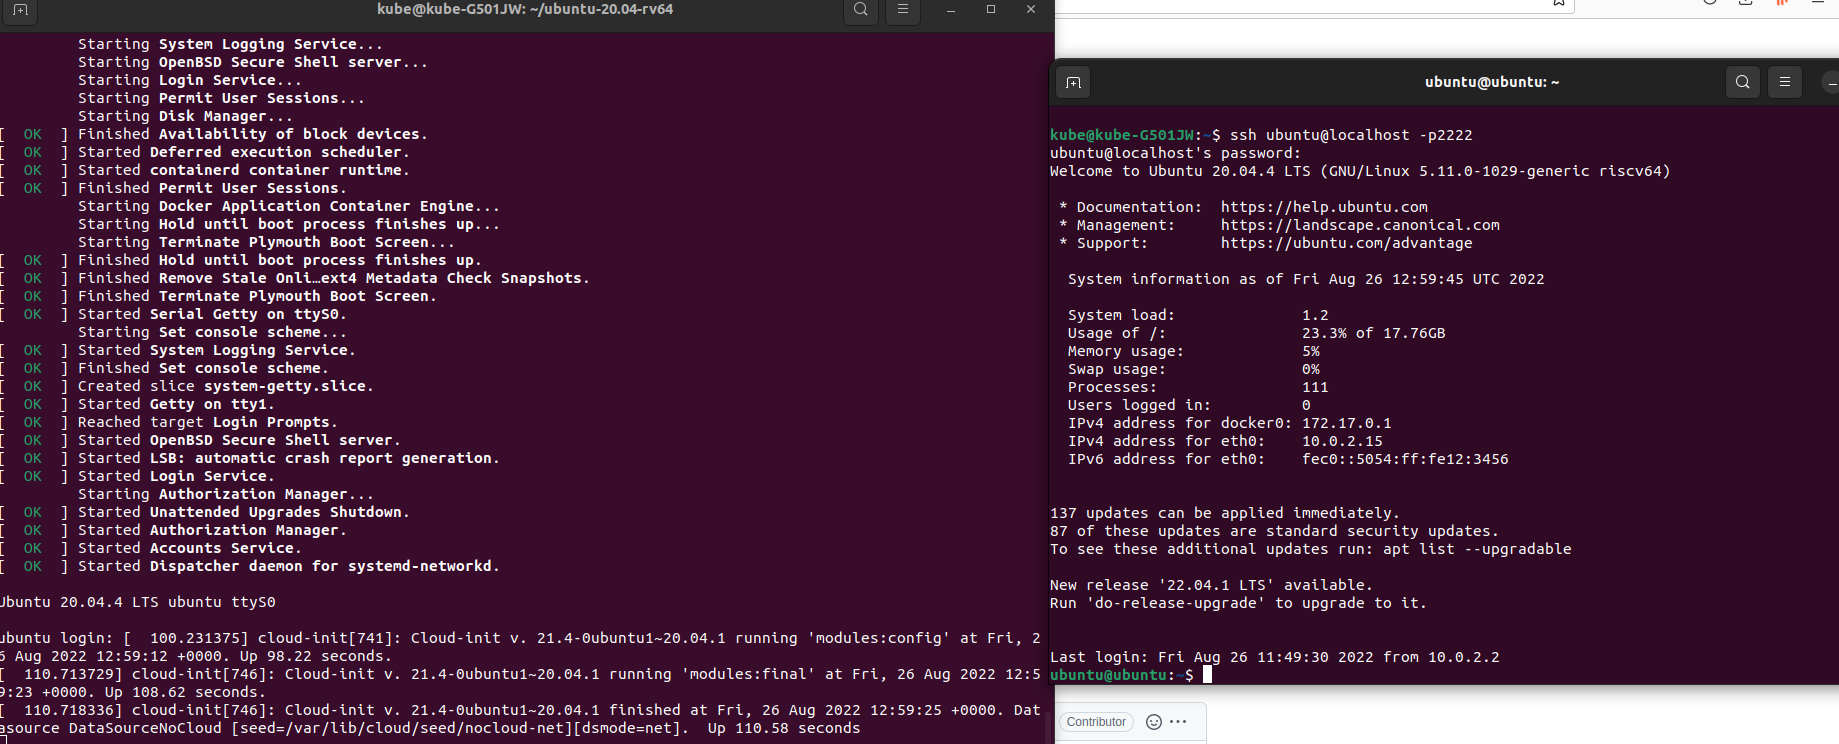 kube@kube-G501JW: ~/ubuntu-20.04-rv64
Starting System Logging Service...
Starting OpenBSD Secure Shell server...
Starting Login Service...
Starting Permit User Sessions...
Starting Disk Manager...
[  OK  ] Finished Availability of block devices.
[  OK  ] Started Deferred execution scheduler.
[  OK  ] Started containerd container runtime.
[  OK  ] Finished Permit User Sessions.
Starting Docker Application Container Engine...
Starting Hold until boot process finishes up...
Starting Terminate Plymouth Boot Screen...
[  OK  ] Finished Hold until boot process finishes up.
[  OK  ] Finished Remove Stale Onli…ext4 Metadata Check Snapshots.
[  OK  ] Finished Terminate Plymouth Boot Screen.
[  OK  ] Started Serial Getty on ttyS0.
Starting Set console scheme...
[  OK  ] Started System Logging Service.
[  OK  ] Finished Set console scheme.
[  OK  ] Created slice system-getty.slice.
[  OK  ] Started Getty on tty1.
[  OK  ] Reached target Login Prompts.
[  OK  ] Started OpenBSD Secure Shell server.
[  OK  ] Started LSB: automatic crash report generation.
[  OK  ] Started Login Service.
Starting Authorization Manager...
[  OK  ] Started Unattended Upgrades Shutdown.
[  OK  ] Started Authorization Manager.
[  OK  ] Started Accounts Service.
[  OK  ] Started Dispatcher daemon for systemd-networkd.
Ubuntu 20.04.4 LTS ubuntu ttyS0
ubuntu login: [  100.231375] cloud-init[741]: Cloud-init v. 21.4-0ubuntu1~20.04.1 running 'modules:config' at Fri, 2
6 Aug 2022 12:59:12 +0000. Up 98.22 seconds.
[  110.713729] cloud-init[746]: Cloud-init v. 21.4-0ubuntu1~20.04.1 running 'modules:final' at Fri, 26 Aug 2022 12:5
9:23 +0000. Up 108.62 seconds.
[  110.718336] cloud-init[746]: Cloud-init v. 21.4-0ubuntu1~20.04.1 finished at Fri, 26 Aug 2022 12:59:25 +0000. Dat
asource DataSourceNoCloud [seed=/var/lib/cloud/seed/nocloud-net][dsmode=net].  Up 110.58 seconds
ubuntu@ubuntu: ~
kube@kube-G501JW:~$ ssh ubuntu@localhost -p2222
ubuntu@localhost's password:
Welcome to Ubuntu 20.04.4 LTS (GNU/Linux 5.11.0-1029-generic riscv64)
* Documentation:  https://help.ubuntu.com
* Management:     https://landscape.canonical.com
* Support:        https://ubuntu.com/advantage
System information as of Fri Aug 26 12:59:45 UTC 2022
System load:              1.2
Usage of /:               23.3% of 17.76GB
Memory usage:             5%
Swap usage:               0%
Processes:                111
Users logged in:          0
IPv4 address for docker0: 172.17.0.1
IPv4 address for eth0:    10.0.2.15
IPv6 address for eth0:    fec0::5054:ff:fe12:3456
137 updates can be applied immediately.
87 of these updates are standard security updates.
To see these additional updates run: apt list --upgradable
New release '22.04.1 LTS' available.
Run 'do-release-upgrade' to upgrade to it.
Last login: Fri Aug 26 11:49:30 2022 from 10.0.2.2
ubuntu@ubuntu:~$
Contributor